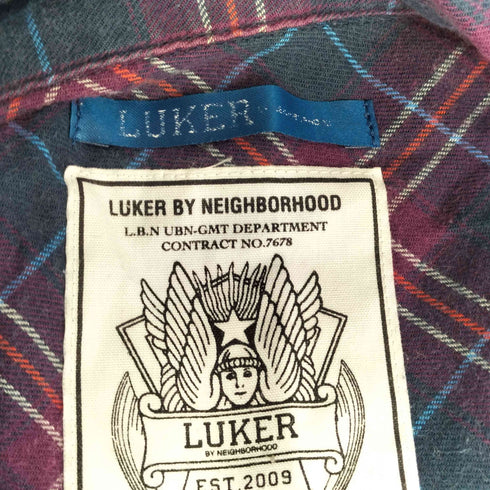 LUKER
LUKER BY NEIGHBORHOOD
L.B.N UBN-GMT DEPARTMENT
CONTRACT NO.7678
LUKER
BY NEIGHBORHOOD
EST.2009